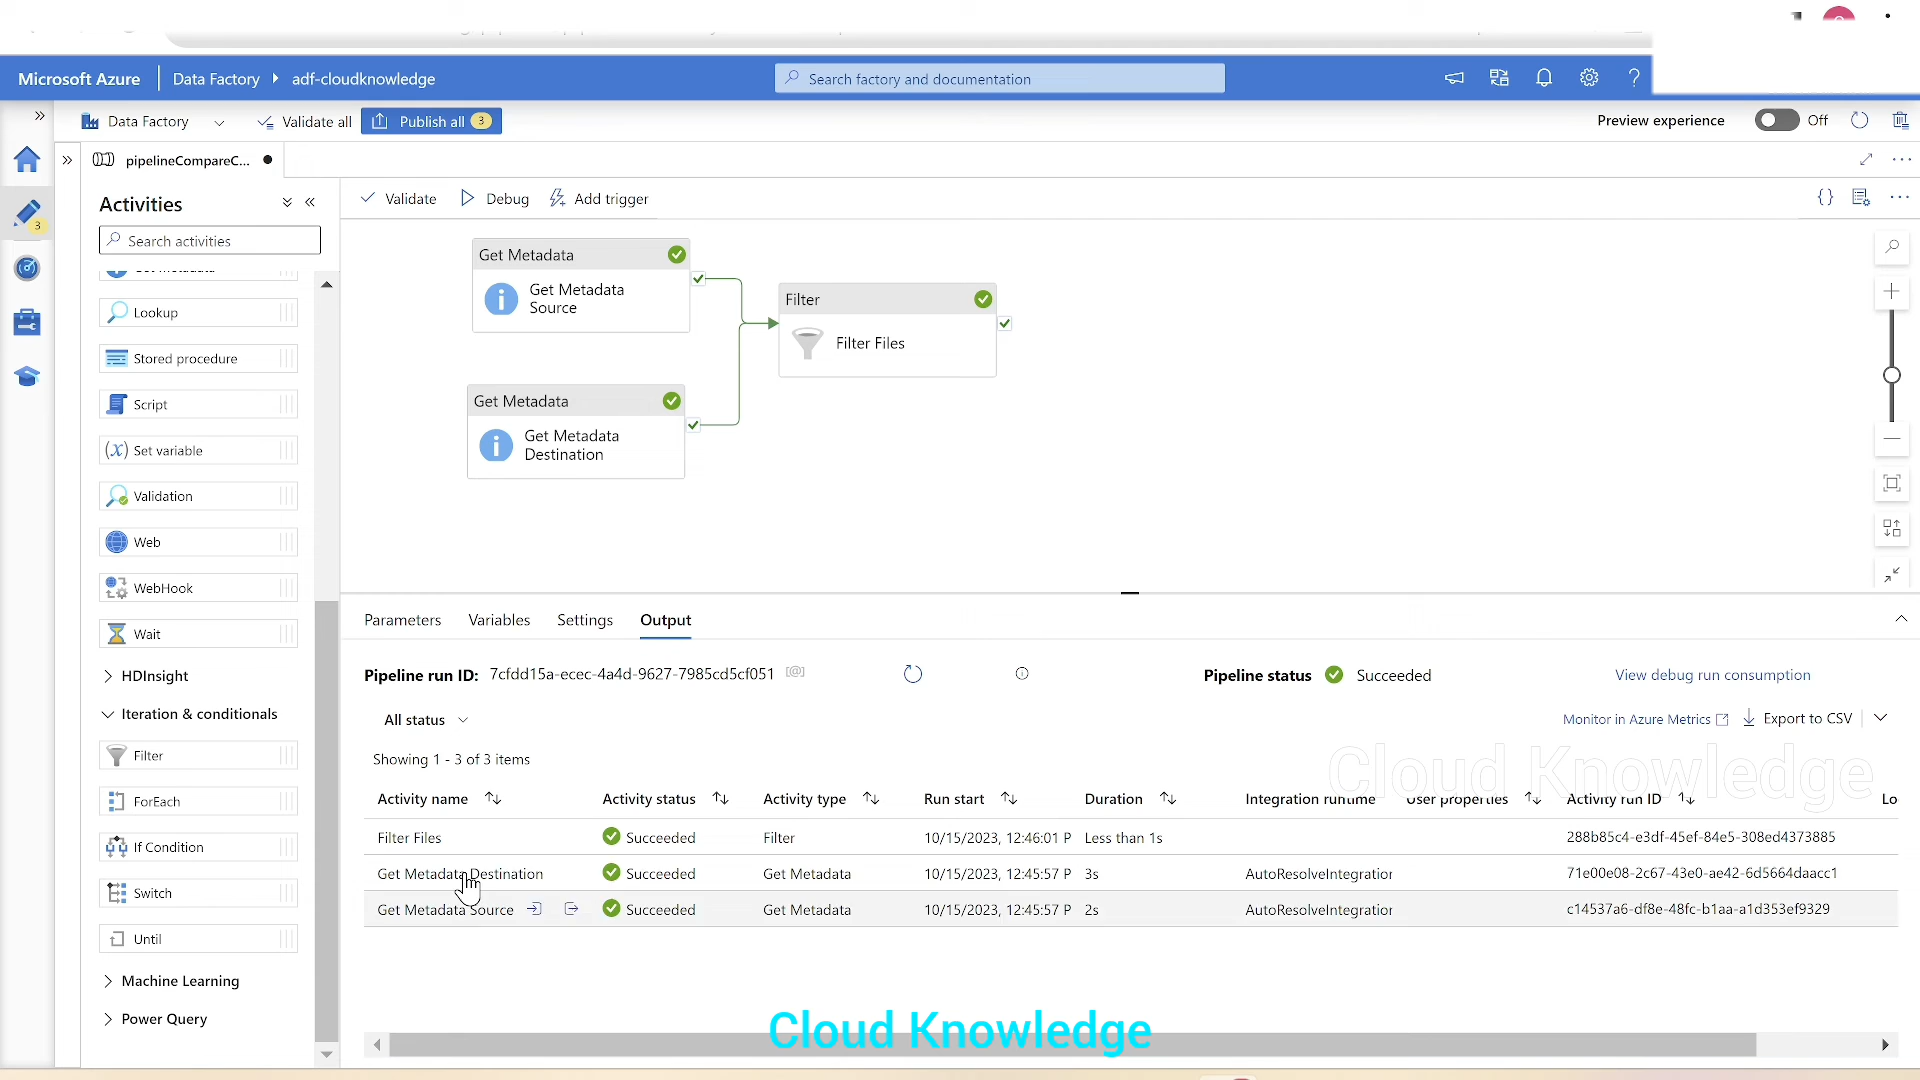 Microsoft Azure
Data Factory
adf-cloudknowledge
Search factory and documentation
Data Factory
Validate all
Publish all
3
Preview experience
Off
pipelineCompareC...
3
Activities
Search activities
Lookup
Stored procedure
Script
(x) Set variable
Validation
Web
WebHook
Wait
HDInsight
Iteration & conditionals
Filter
ForEach
If Condition
Switch
Until
Machine Learning
Power Query
Validate
Debug
Add trigger
Get Metadata
Get Metadata
Source
Get Metadata
Get Metadata
Destination
Filter
Filter Files
Parameters
Variables
Settings
Output
Pipeline run ID: 7cfdd15a-ecec-4a4d-9627-7985cd5cf051
Pipeline status Succeeded
View debug run consumption
All status
Monitor in Azure Metrics
Export to CSV
Showing 1 - 3 of 3 items
Cloud Knowledge
Activity name Activity status Activity type Run start Duration Integration runtime User properties Activity run ID Lo
Filter Files Succeeded Filter 10/15/2023, 12:46:01 P Less than 1s 288b85c4-e3df-45ef-84e5-308ed4373885
Get Metadata Destination Succeeded Get Metadata 10/15/2023, 12:45:57 P 3s AutoResolveIntegration 71e00e08-2c67-43e0-ae42-6d5664daacc1
Get Metadata Source Succeeded Get Metadata 10/15/2023, 12:45:57 P 2s AutoResolveIntegration c14537a6-df8e-48fc-b1aa-a1d353ef9329
Cloud Knowledge